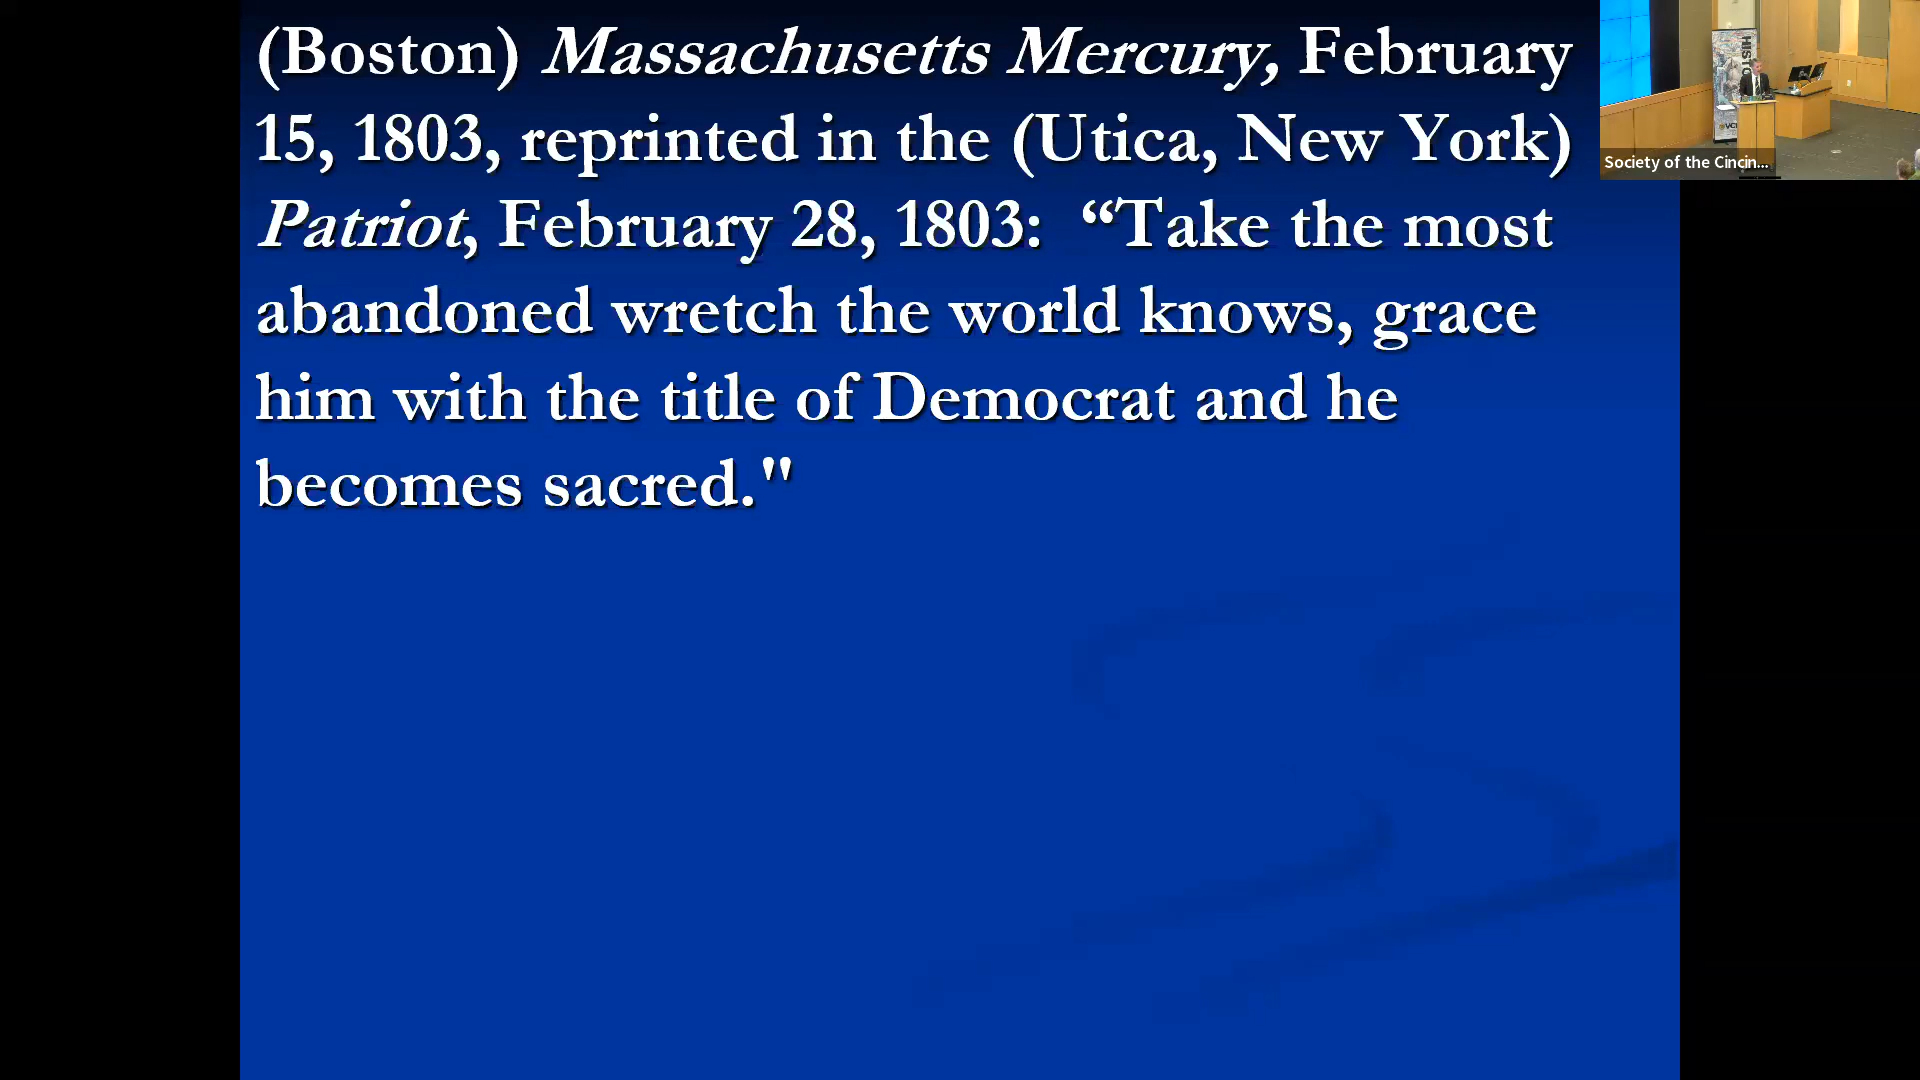 (Boston) Massachusetts Mercury, February
15, 1803, reprinted in the (Utica, New York)
Patriot, February 28, 1803:  “Take the most
abandoned wretch the world knows, grace
him with the title of Democrat and he
becomes sacred."
Society of the Cincin...